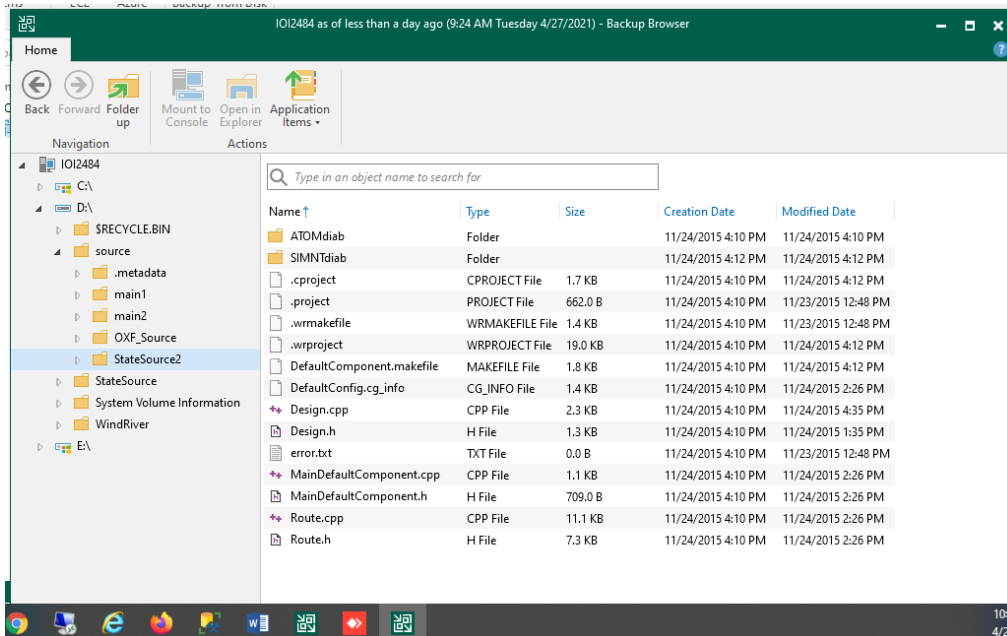 IOI2484 as of less than a day ago (9:24 AM Tuesday 4/27/2021) - Backup Browser
Home
Back Forward Folder up Mount to Console Open in Explorer Application Items
Navigation Actions
IOI2484
C:\
D:\
$RECYCLE.BIN
source
.metadata
main1
main2
OXF_Source
StateSource2
StateSource
System Volume Information
WindRiver
E:\
Type in an object name to search for
Name Type Size Creation Date Modified Date
ATOMdiab Folder 11/24/2015 4:10 PM 11/24/2015 4:10 PM
SIMNTdiab Folder 11/24/2015 4:12 PM 11/24/2015 4:12 PM
.cproject CPROJECT File 1.7 KB 11/24/2015 4:10 PM 11/24/2015 4:12 PM
.project PROJECT File 662.0 B 11/24/2015 4:10 PM 11/23/2015 12:48 PM
.wrmakefile WRMAKEFILE File 1.4 KB 11/24/2015 4:10 PM 11/23/2015 12:48 PM
.wrproject WRPROJECT File 19.0 KB 11/24/2015 4:10 PM 11/24/2015 4:12 PM
DefaultComponent.makefile MAKEFILE File 1.8 KB 11/24/2015 4:10 PM 11/24/2015 4:12 PM
DefaultConfig.cg_info CG_INFO File 1.4 KB 11/24/2015 4:10 PM 11/24/2015 2:26 PM
Design.cpp CPP File 2.3 KB 11/24/2015 4:10 PM 11/24/2015 4:35 PM
Design.h H File 1.3 KB 11/24/2015 4:10 PM 11/24/2015 1:35 PM
error.txt TXT File 0.0 B 11/24/2015 4:10 PM 11/23/2015 12:48 PM
MainDefaultComponent.cpp CPP File 1.1 KB 11/24/2015 4:10 PM 11/24/2015 2:26 PM
MainDefaultComponent.h H File 709.0 B 11/24/2015 4:10 PM 11/24/2015 2:26 PM
Route.cpp CPP File 11.1 KB 11/24/2015 4:10 PM 11/24/2015 2:26 PM
Route.h H File 7.3 KB 11/24/2015 4:10 PM 11/24/2015 2:26 PM